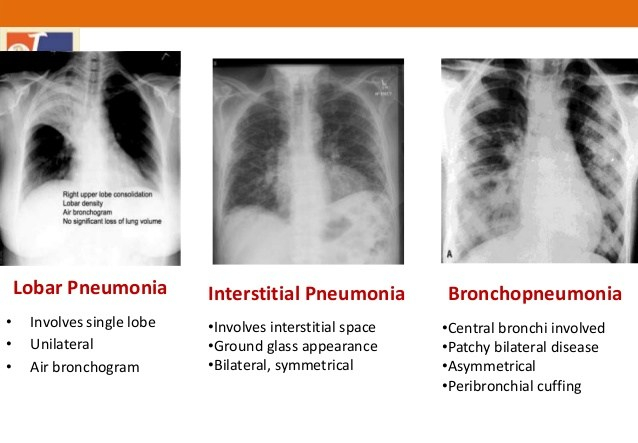 Right upper lobe consolidation
Lobar density
Air bronchogram
No significant loss of lung volume
A
Lobar Pneumonia
• Involves single lobe
• Unilateral
• Air bronchogram
Interstitial Pneumonia
•Involves interstitial space
•Ground glass appearance
•Bilateral, symmetrical
Bronchopneumonia
•Central bronchi involved
•Patchy bilateral disease
•Asymmetrical
•Peribronchial cuffing